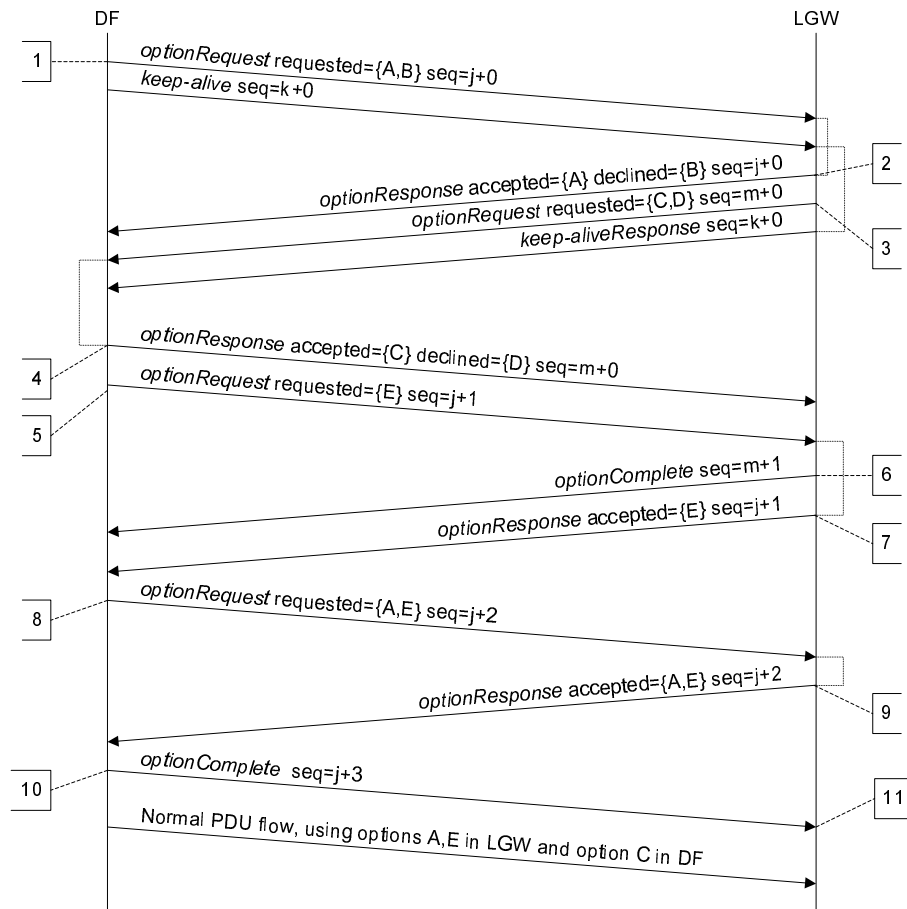 DF
LGW
1
optionRequest requested={A,B} seq=j+0
keep-alive seq=k+0
optionResponse accepted={A} declined={B} seq=j+0
2
optionRequest requested={C,D} seq=m+0
keep-aliveResponse seq=k+0
3
optionResponse accepted={C} declined={D} seq=m+0
4
optionRequest requested={E} seq=j+1
5
optionComplete seq=m+1
6
optionResponse accepted={E} seq=j+1
7
optionRequest requested={A,E} seq=j+2
8
optionResponse accepted={A,E} seq=j+2
9
optionComplete seq=j+3
10
11
Normal PDU flow, using options A,E in LGW and option C in DF